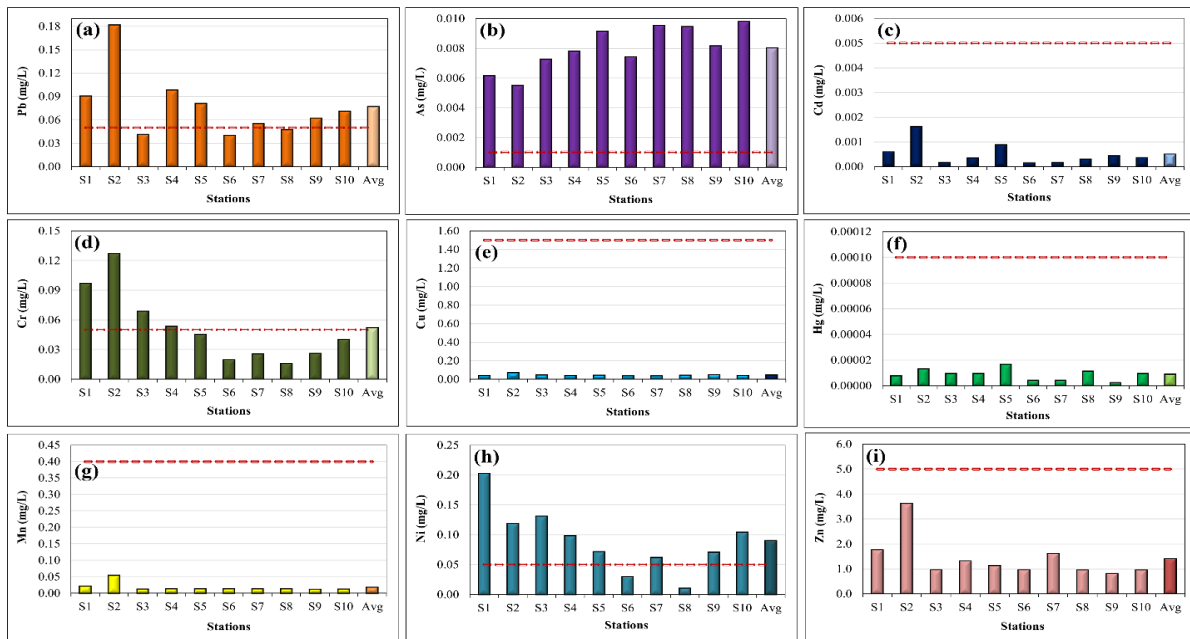 (a)
Pb (mg/L)
0.18
0.15
0.12
0.09
0.06
0.03
0.00
S1 S2 S3 S4 S5 S6 S7 S8 S9 S10 Avg
Stations
(b)
As (mg/L)
0.010
0.008
0.006
0.004
0.002
0.000
S1 S2 S3 S4 S5 S6 S7 S8 S9 S10 Avg
Stations
(c)
Cd (mg/L)
0.006
0.005
0.004
0.003
0.002
0.001
0.000
S1 S2 S3 S4 S5 S6 S7 S8 S9 S10 Avg
Stations
(d)
Cr (mg/L)
0.15
0.12
0.09
0.06
0.03
0.00
S1 S2 S3 S4 S5 S6 S7 S8 S9 S10 Avg
Stations
(e)
Cu (mg/L)
1.60
1.40
1.20
1.00
0.80
0.60
0.40
0.20
0.00
S1 S2 S3 S4 S5 S6 S7 S8 S9 S10 Avg
Stations
(f)
Hg (mg/L)
0.00012
0.00010
0.00008
0.00006
0.00004
0.00002
0.00000
S1 S2 S3 S4 S5 S6 S7 S8 S9 S10 Avg
Stations
(g)
Mn (mg/L)
0.45
0.40
0.35
0.30
0.25
0.20
0.15
0.10
0.05
0.00
S1 S2 S3 S4 S5 S6 S7 S8 S9 S10 Avg
Stations
(h)
Ni (mg/L)
0.25
0.20
0.15
0.10
0.05
0.00
S1 S2 S3 S4 S5 S6 S7 S8 S9 S10 Avg
Stations
(i)
Zn (mg/L)
6.0
5.0
4.0
3.0
2.0
1.0
0.0
S1 S2 S3 S4 S5 S6 S7 S8 S9 S10 Avg
Stations